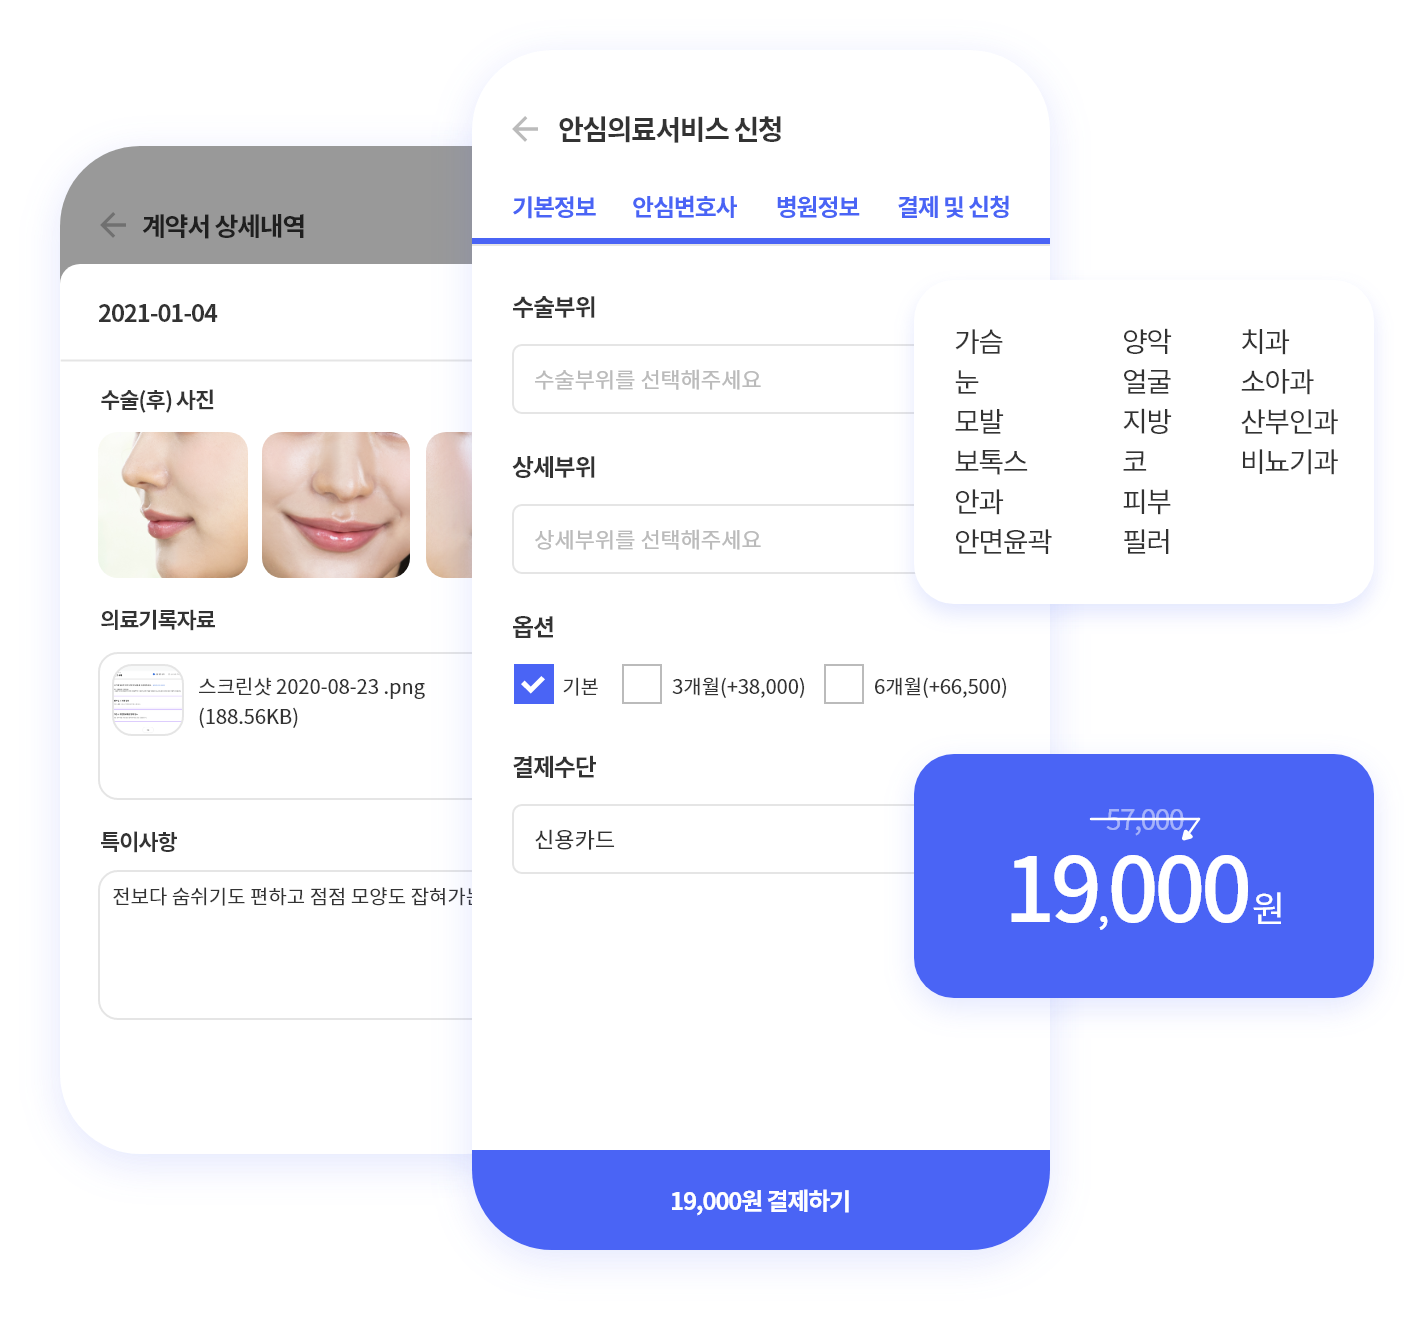 계약서 상세내역
2021-01-04
수술(후) 사진
의료기록자료
스크린샷 2020-08-23 .png
(188.56KB)
특이사항
전보다 숨쉬기도 편하고 점점 모양도 잡혀가는
안심의료서비스 신청
기본정보 안심변호사 병원정보 결제 및 신청
수술부위
수술부위를 선택해주세요
상세부위
상세부위를 선택해주세요
옵션
기본 3개월(+38,000) 6개월(+66,500)
결제수단
신용카드
19,000원 결제하기
가슴 양악 치과
눈 얼굴 소아과
모발 지방 산부인과
보톡스 코 비뇨기과
안과 피부
안면윤곽 필러
57,000
19,000원